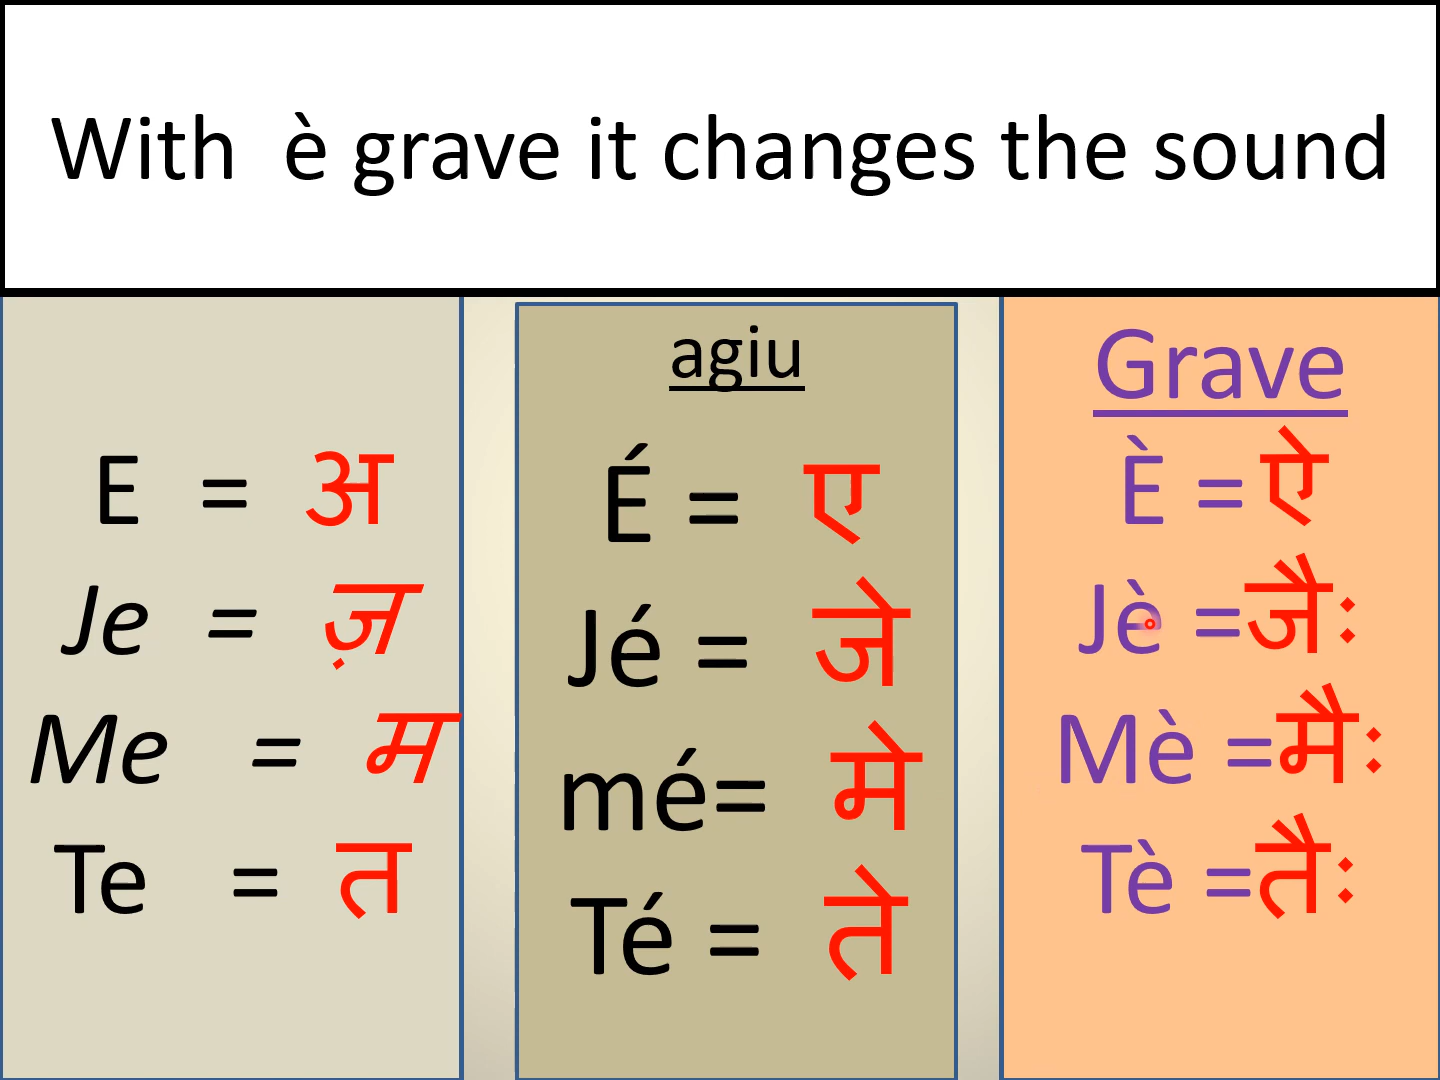 With è grave it changes the sound
E = अ
Je = ज़
Me = म
Te = त
agiu
É = ए
Jé = जे
mé= मे
Té = ते
Grave
È =ऐ
Jè =जैः
Mè =मैः
Tè =तैः